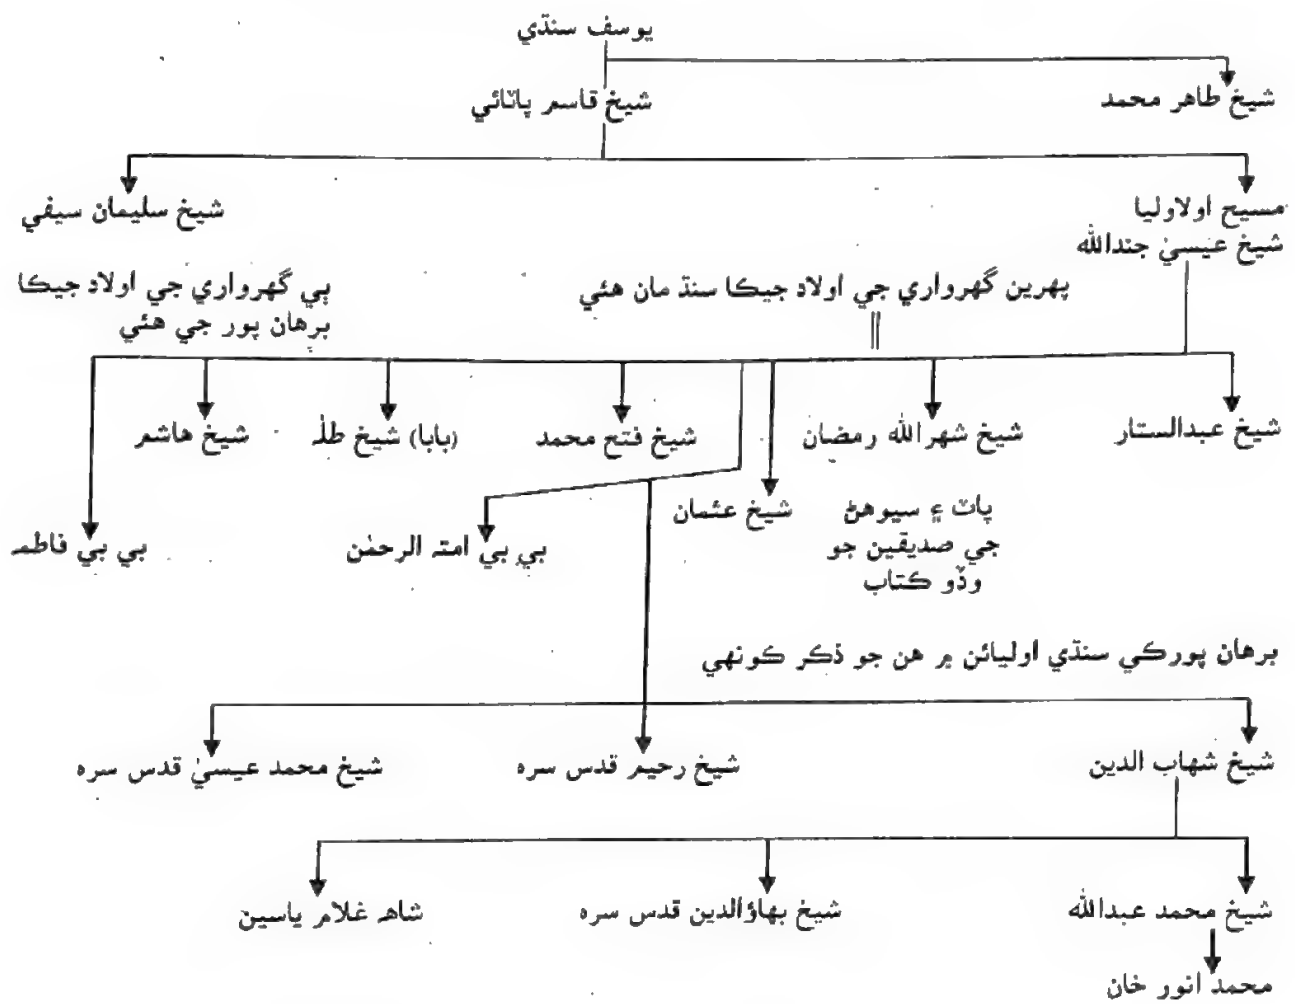 يوسف سنڌي
شيخ طاهر محمد
شيخ قاسم پاٽائي
مسيح اولاوليا
شيخ عيسيٰ جندالله
شيخ سليمان سيفي
پهرين گهرواري جي اولاد جيڪا سنڌ مان هئي
ٻي گهرواري جي اولاد جيڪا
برهان پور جي هئي
شيخ عبدالستار
شيخ شهرالله رمضان
شيخ فتح محمد
(بابا) شيخ طلہٰ
شيخ هاشم
پاٽ ۽ سيوهڻ
جي صديقين جو
وڏو ڪتاب
شيخ عثمان
بي بي امته الرحمٰن
بي بي فاطمه
برهان پورڪي سنڌي اوليائن ۾ هن جو ذڪر ڪونهي
شيخ شهاب الدين
شيخ رحيم قدس سره
شيخ محمد عيسيٰ قدس سره
شيخ محمد عبدالله
شيخ بهاؤالدين قدس سره
شاهه غلام ياسين
محمد انور خان